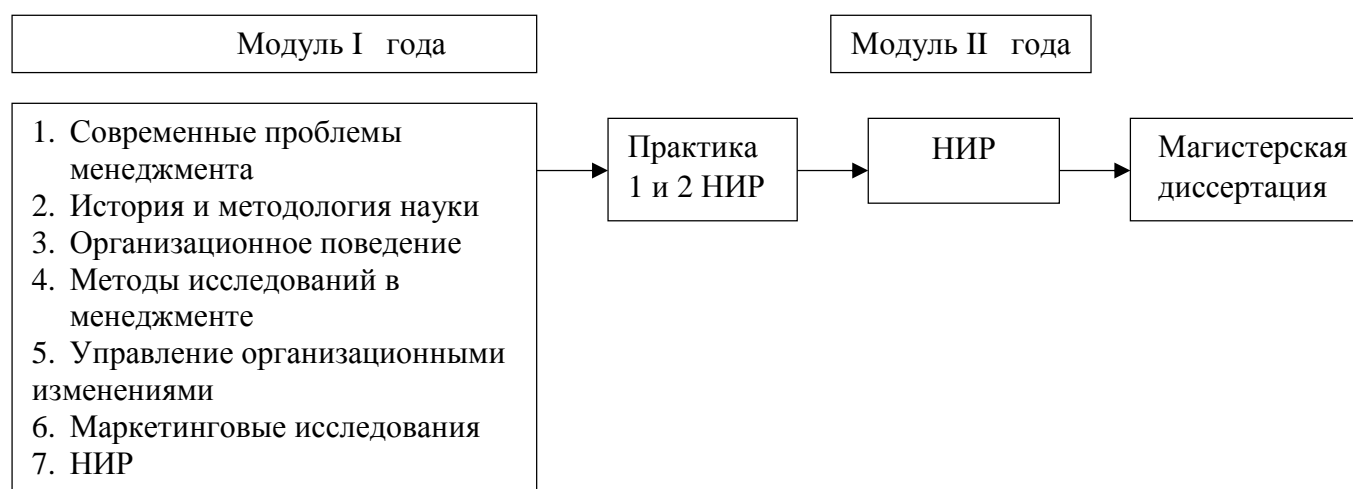 Модуль I года
Модуль II года
1. Современные проблемы
менеджмента
2. История и методология науки
3. Организационное поведение
4. Методы исследований в
менеджменте
5. Управление организационными
изменениями
6. Маркетинговые исследования
7. НИР
Практика
1 и 2 НИР
НИР
Магистерская
диссертация